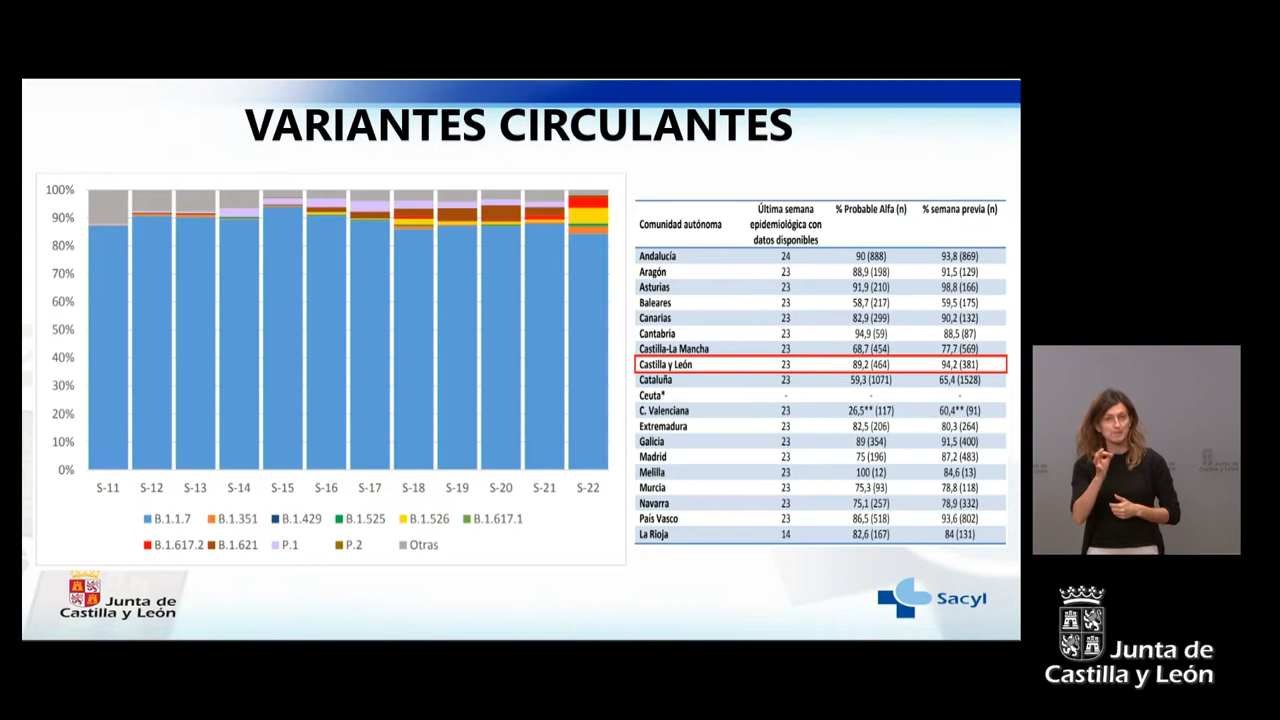 VARIANTES CIRCULANTES
100%
90%
80%
70%
60%
50%
40%
30%
20%
10%
0%
S-11 S-12 S-13 S-14 S-15 S-16 S-17 S-18 S-19 S-20 S-21 S-22
B.1.1.7 B.1.351 B.1.429 B.1.525 B.1.526 B.1.617.1
B.1.617.2 B.1.621 P.1 P.2 Otras
Comunidad autónoma Última semana epidemiológica con datos disponibles % Probable Alfa (n) % semana previa (n)
Andalucía 24 90 (888) 93,8 (869)
Aragón 23 88,9 (198) 91,5 (129)
Asturias 23 91,9 (210) 98,8 (166)
Baleares 23 58,7 (217) 59,5 (175)
Canarias 23 82,9 (299) 90,2 (132)
Cantabria 23 94,9 (59) 88,5 (87)
Castilla-La Mancha 23 68,7 (454) 77,7 (569)
Castilla y León 23 89,2 (464) 94,2 (381)
Cataluña 23 59,3 (1071) 65,4 (1528)
Ceuta* - - -
C. Valenciana 23 26,5** (117) 60,4** (91)
Extremadura 23 82,5 (206) 80,3 (264)
Galicia 23 89 (354) 91,5 (400)
Madrid 23 75 (196) 87,2 (483)
Melilla 23 100 (12) 84,6 (13)
Murcia 23 75,3 (93) 78,8 (118)
Navarra 23 75,1 (257) 78,9 (332)
País Vasco 23 86,5 (518) 93,6 (802)
La Rioja 14 82,6 (167) 84 (131)
Junta de
Castilla y León
Sacyl
Junta de
Castilla y León